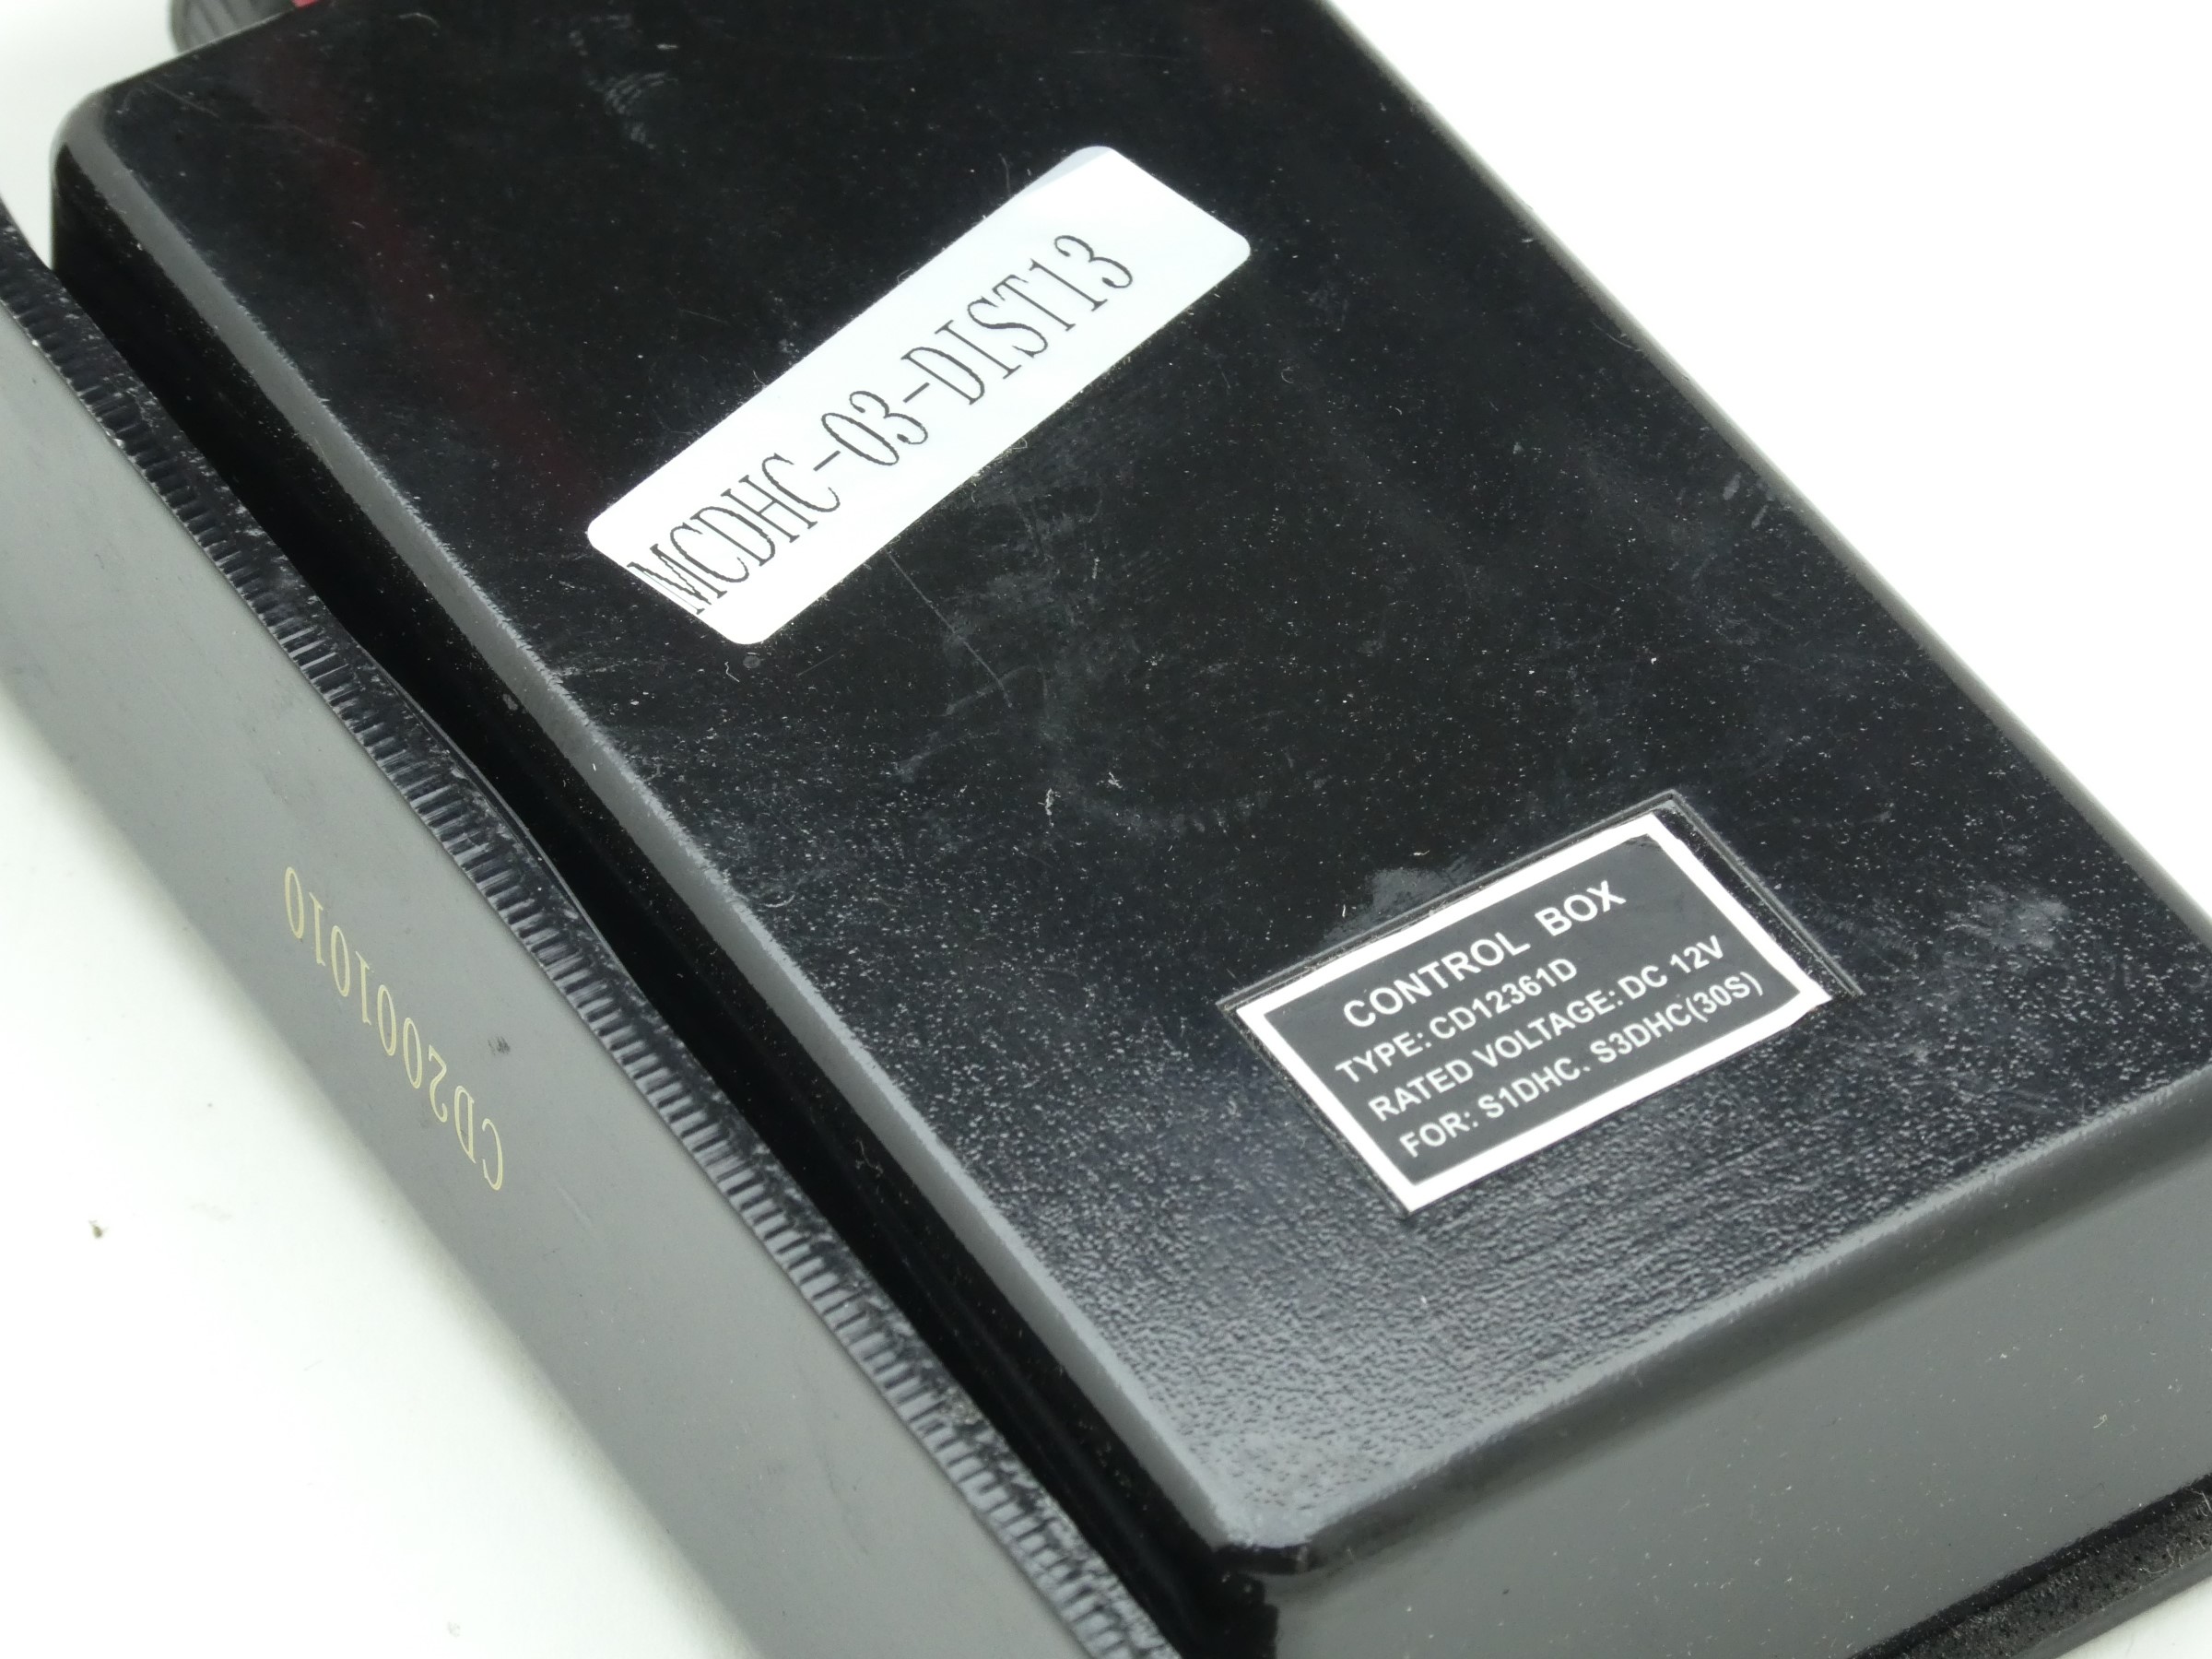 MCDHC-03-DIST13
CONTROL BOX
TYPE: CD12361D
RATED VOLTAGE: DC 12V
FOR: S1DHC. S3DHC(30S)
CD2001010